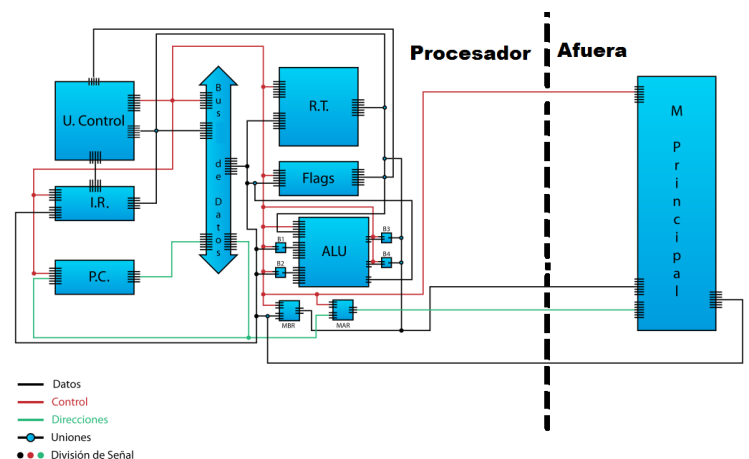 Procesador
Afuera
U. Control
Bus de Datos
R.T.
M Principal
Flags
I.R.
ALU
B1
B2
B3
B4
P.C.
MBR
MAR
Datos
Control
Direcciones
Uniones
División de Señal